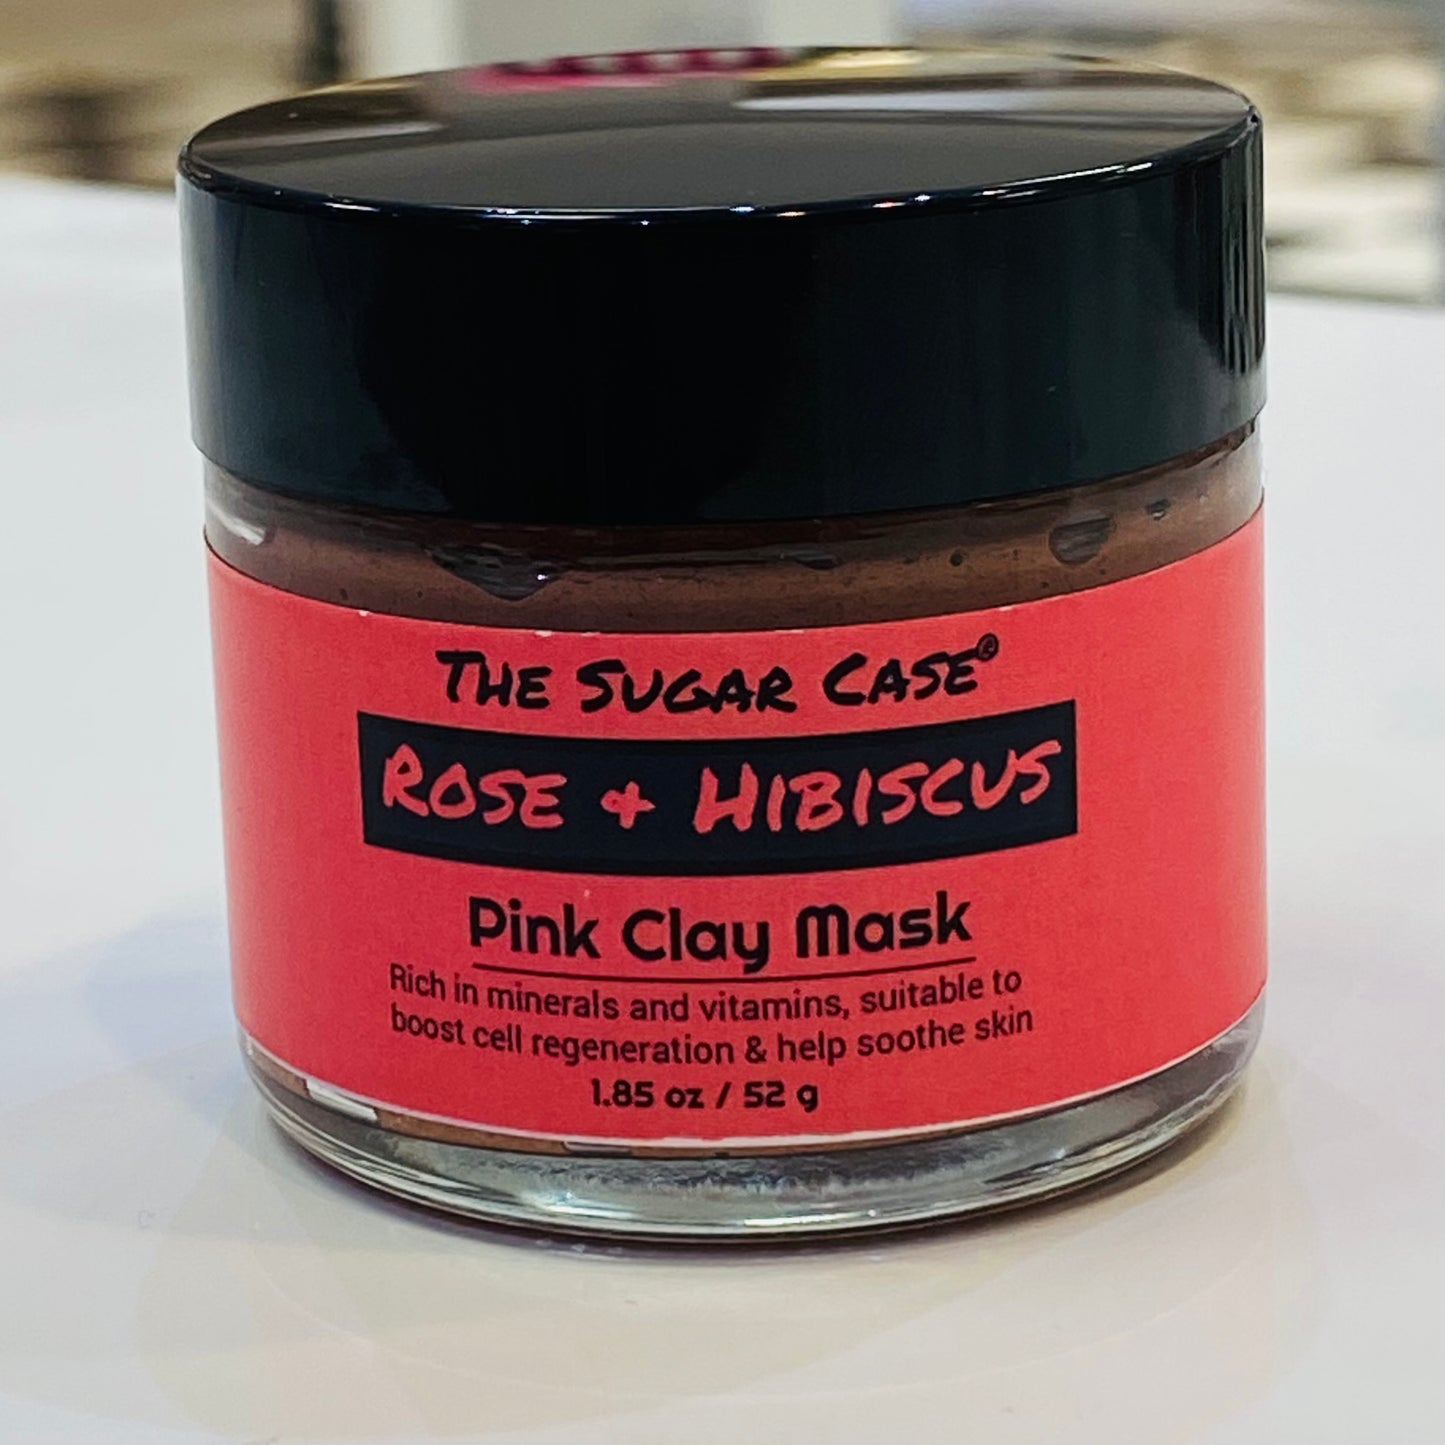 The Sugar Case®
Rose + Hibiscus
Pink Clay Mask
Rich in minerals and vitamins, suitable to
boost cell regeneration & help soothe skin
1.85 oz / 52 g